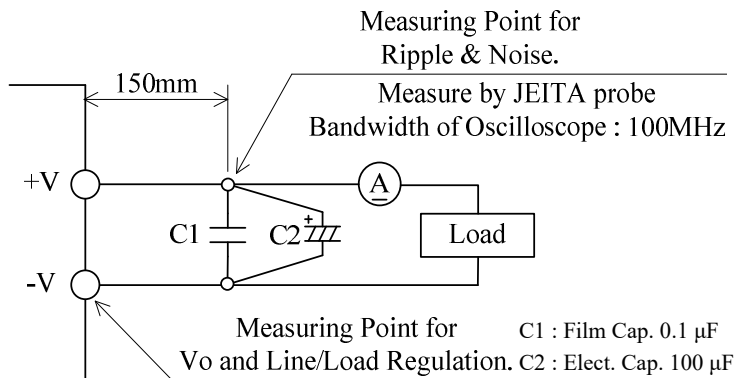 Measuring Point for
Ripple & Noise.
150mm
Measure by JEITA probe
Bandwidth of Oscilloscope : 100MHz
+V
A
C1
C2
+
Load
-V
Measuring Point for
Vo and Line/Load Regulation.
C1 : Film Cap. 0.1 μF
C2 : Elect. Cap. 100 μF